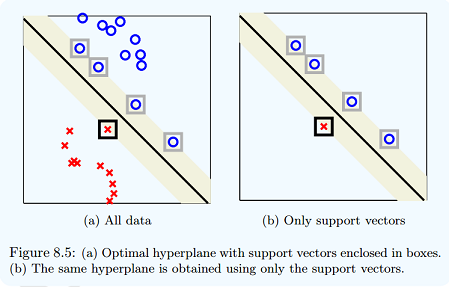 (a) All data
(b) Only support vectors
Figure 8.5: (a) Optimal hyperplane with support vectors enclosed in boxes.
(b) The same hyperplane is obtained using only the support vectors.